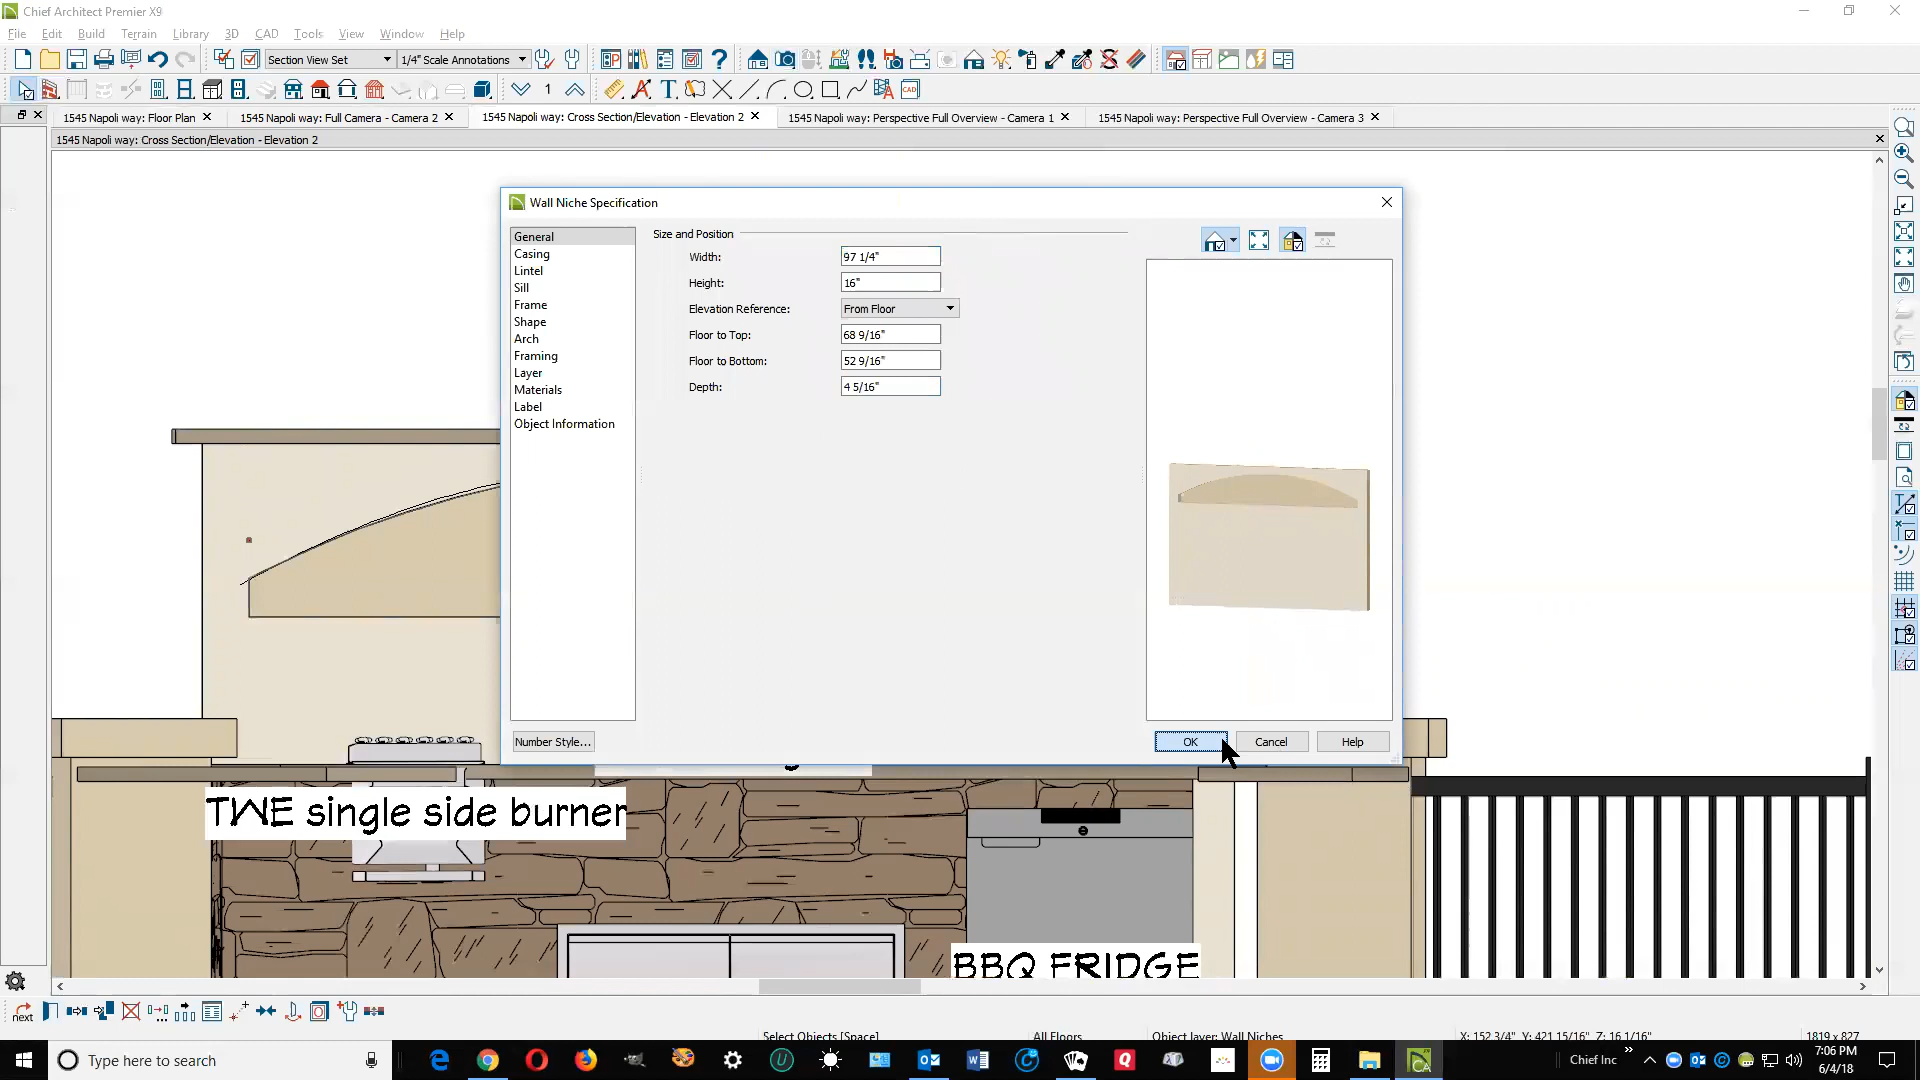 Chief Architect Premier X9
File Edit Build Terrain Library 3D CAD Tools View Window Help
Section View Set 1/4" Scale Annotations
1
1545 Napoli way: Floor Plan 1545 Napoli way: Full Camera - Camera 2 1545 Napoli way: Cross Section/Elevation - Elevation 2 1545 Napoli way: Perspective Full Overview - Camera 1 1545 Napoli way: Perspective Full Overview - Camera 3
1545 Napoli way: Cross Section/Elevation - Elevation 2
Wall Niche Specification
General
Casing
Lintel
Sill
Frame
Shape
Arch
Framing
Layer
Materials
Label
Object Information
Size and Position
Width: 97 1/4"
Height: 16"
Elevation Reference: From Floor
Floor to Top: 68 9/16"
Floor to Bottom: 52 9/16"
Depth: 4 5/16"
Number Style... OK Cancel Help
TWE single side burner
BBQ FRIDGE
next
Select Objects [Space] All Floors Object layer: Wall Niches X: 152 3/4" Y: 421 15/16" Z: 16 1/16" 1819 x 827
Type here to search
Chief Inc
7:06 PM
6/4/18